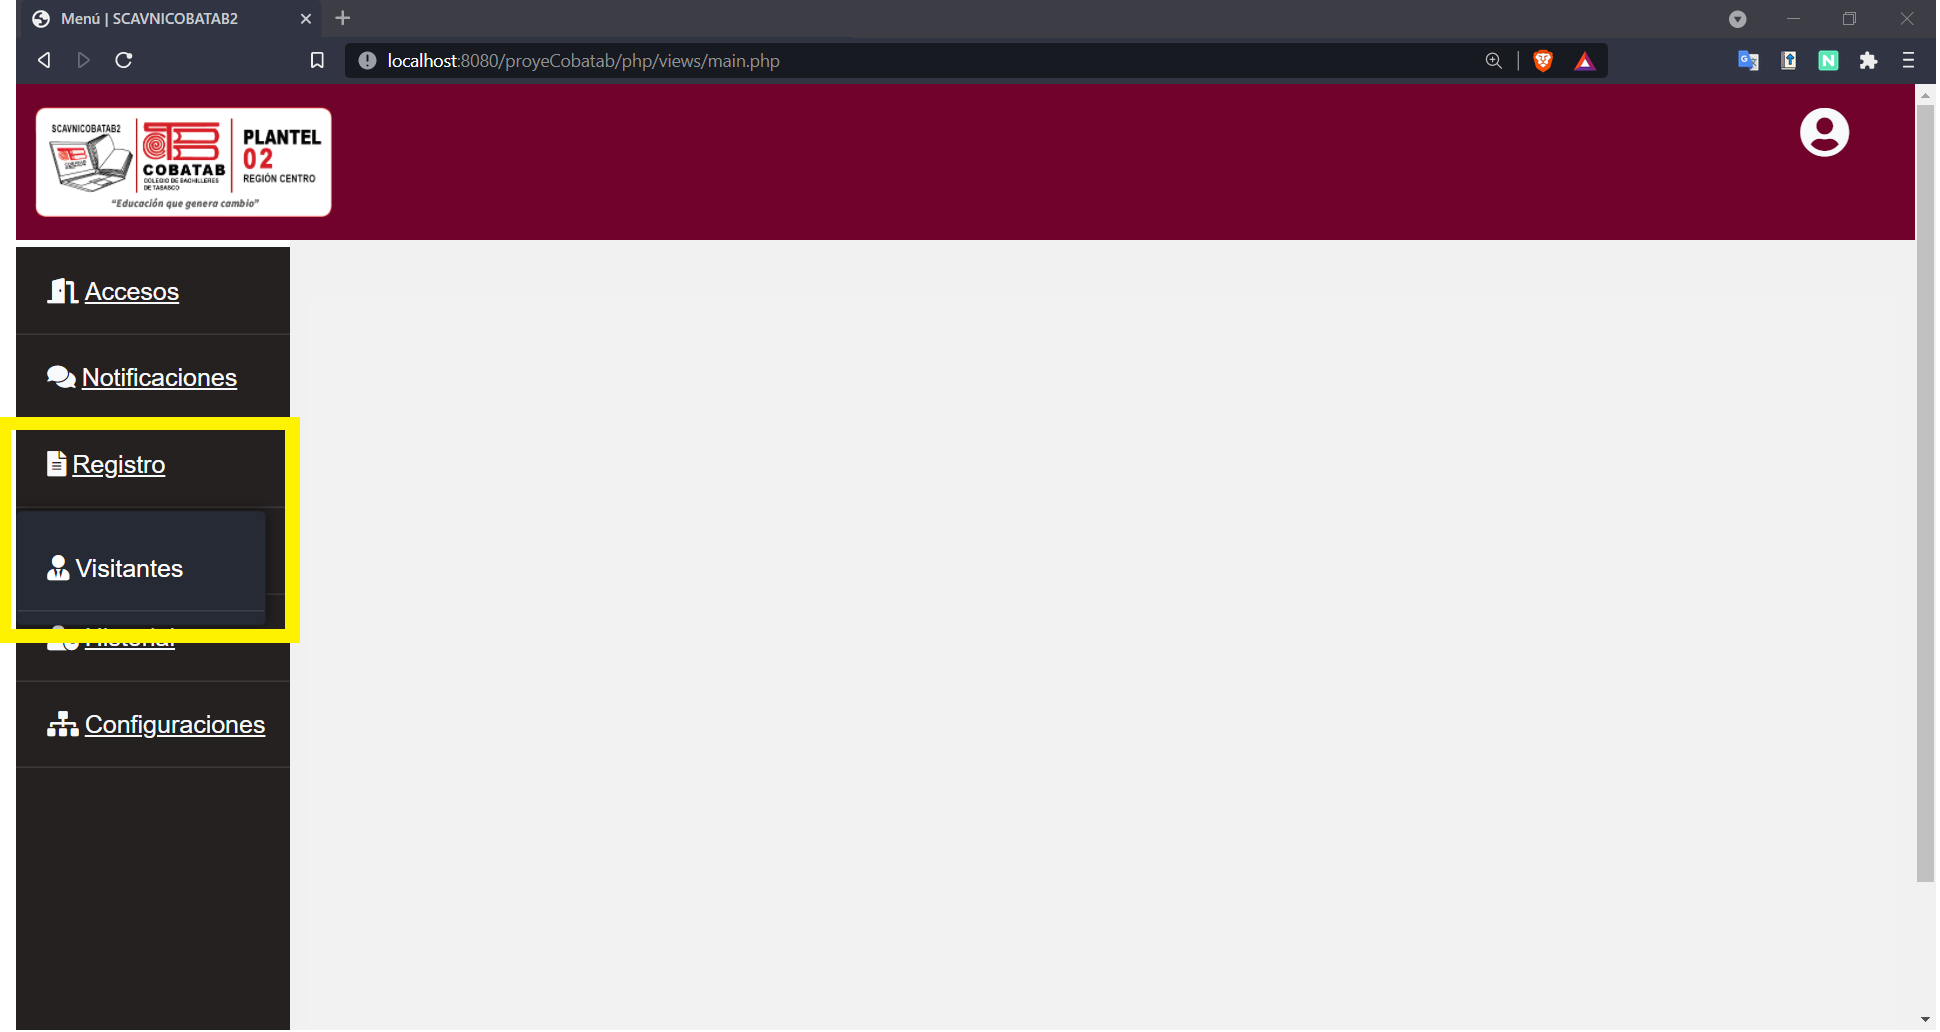 Menú | SCAVNICOBATAB2
localhost:8080/proyeCobatab/php/views/main.php
SCAVNICOBATAB2
COBATAB
COLEGIO DE BACHILLERES
DE TABASCO
PLANTEL
02
REGIÓN CENTRO
"Educación que genera cambio"
Accesos
Notificaciones
Registro
Visitantes
Historial
Configuraciones